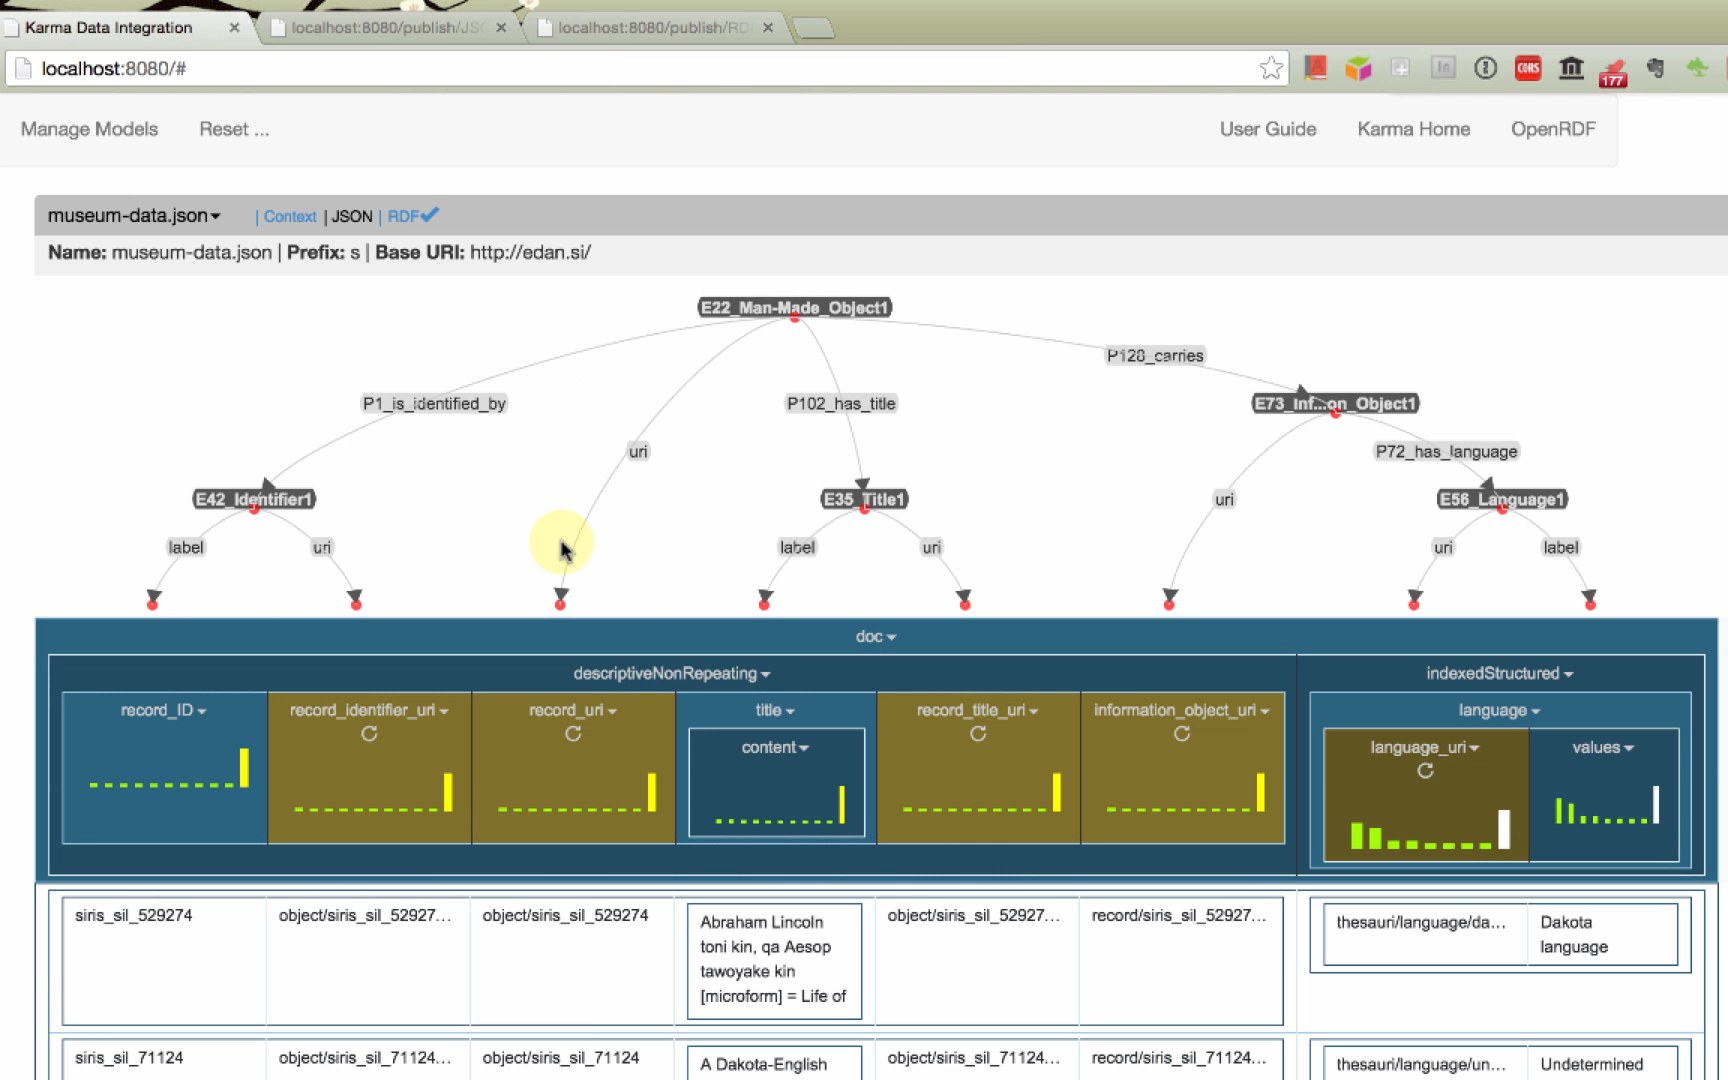 Karma Data Integration
localhost:8080/publish/JS
localhost:8080/publish/RD
localhost:8080/#
CORS
177
Manage Models Reset ... User Guide Karma Home OpenRDF
museum-data.json | Context | JSON | RDF
Name: museum-data.json | Prefix: s | Base URI: http://edan.si/
E22_Man-Made_Object1
P128_carries
P1_is_identified_by P102_has_title E73_Inf...on_Object1
uri P72_has_language
E42_Identifier1 E35_Title1 uri E56_Language1
label uri label uri uri label
doc
descriptiveNonRepeating indexedStructured
record_ID record_identifier_uri record_uri title record_title_uri information_object_uri language
content language_uri values
siris_sil_529274 object/siris_sil_52927... object/siris_sil_529274 object/siris_sil_52927... record/siris_sil_52927...
Abraham Lincoln
toni kin, qa Aesop
tawoyake kin
[microform] = Life of
thesauri/language/da... Dakota
language
siris_sil_71124 object/siris_sil_71124... object/siris_sil_71124 A Dakota-English object/siris_sil_71124... record/siris_sil_71124... thesauri/language/un... Undetermined